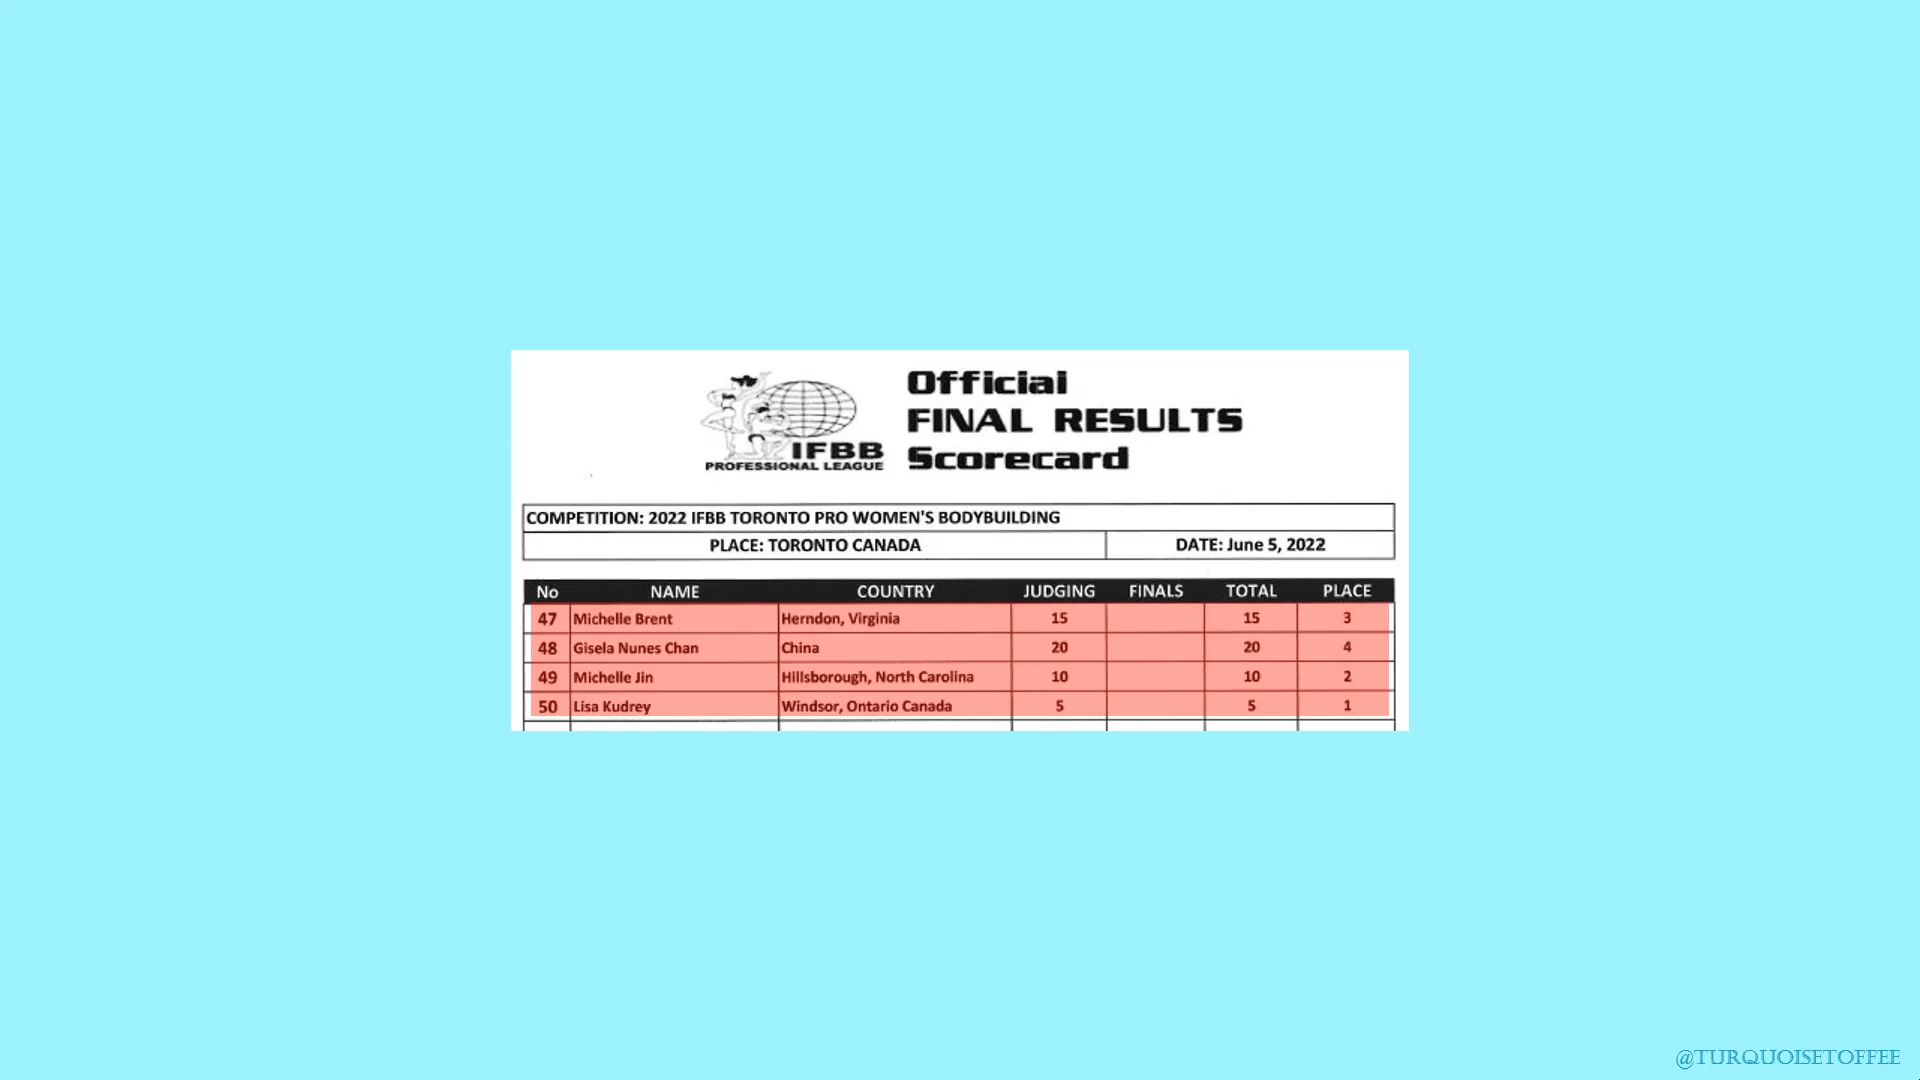 Official
FINAL RESULTS
Scorecard
IFBB
PROFESSIONAL LEAGUE
COMPETITION: 2022 IFBB TORONTO PRO WOMEN'S BODYBUILDING
PLACE: TORONTO CANADA DATE: June 5, 2022
No NAME COUNTRY JUDGING FINALS TOTAL PLACE
47 Michelle Brent Herndon, Virginia 15 15 3
48 Gisela Nunes Chan China 20 20 4
49 Michelle Jin Hillsborough, North Carolina 10 10 2
50 Lisa Kudrey Windsor, Ontario Canada 5 5 1
@TURQUOISETOFFEE